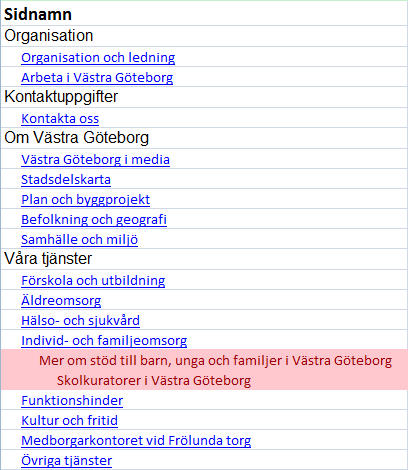 Sidnamn
Organisation
Organisation och ledning
Arbeta i Västra Göteborg
Kontaktuppgifter
Kontakta oss
Om Västra Göteborg
Västra Göteborg i media
Stadsdelskarta
Plan och byggprojekt
Befolkning och geografi
Samhälle och miljö
Våra tjänster
Förskola och utbildning
Äldreomsorg
Hälso- och sjukvård
Individ- och familjeomsorg
Mer om stöd till barn, unga och familjer i Västra Göteborg
Skolkuratorer i Västra Göteborg
Funktionshinder
Kultur och fritid
Medborgarkontoret vid Frölunda torg
Övriga tjänster